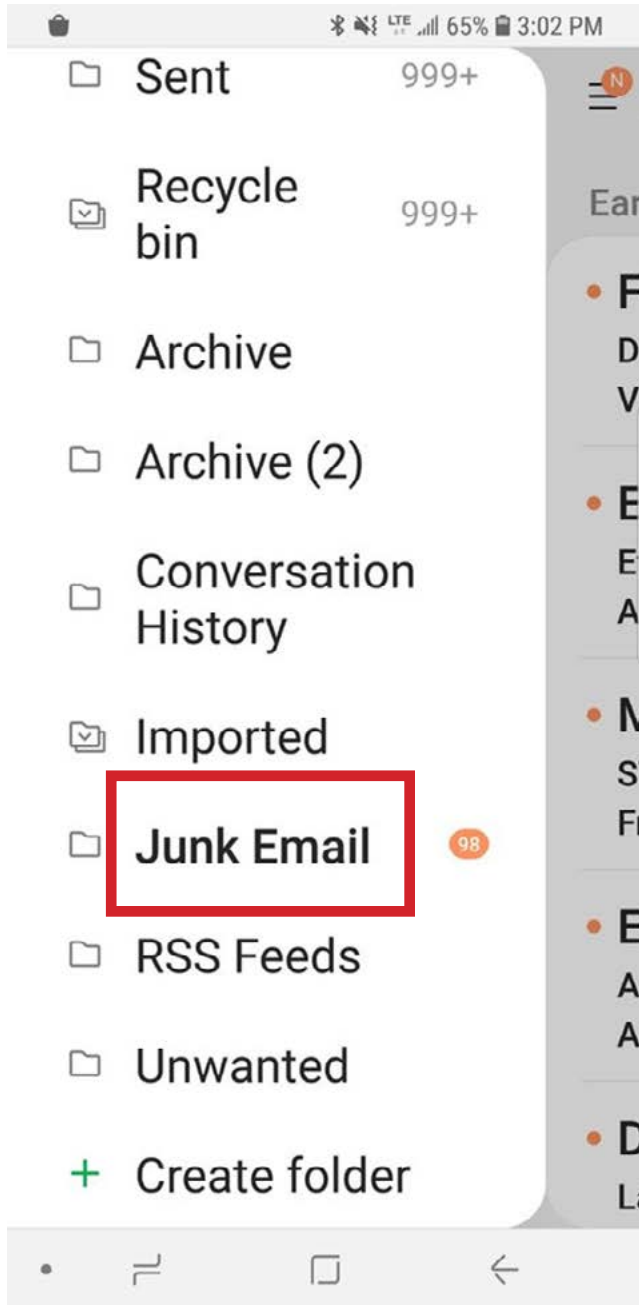 LTE 65% 3:02 PM
Sent 999+
N
Recycle
bin 999+
Archive
Archive (2)
Conversation
History
Imported
Junk Email 98
RSS Feeds
Unwanted
+ Create folder